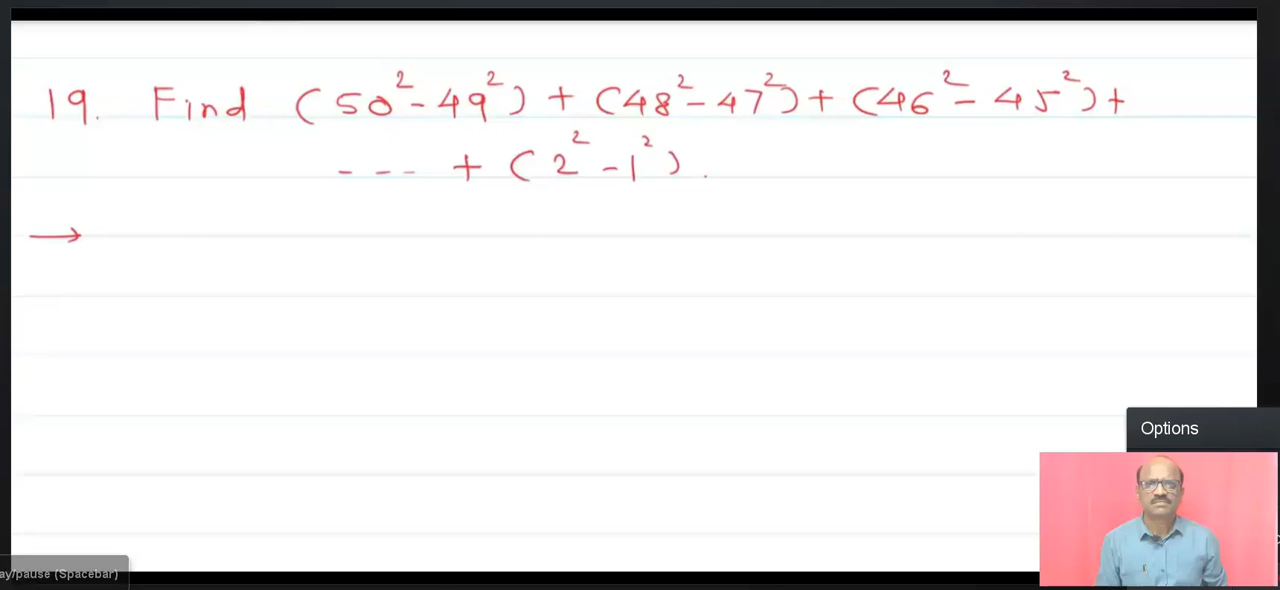 19. Find (50² - 49²) + (48² - 47²) + (46² - 45²) +
--- + (2² - 1²).
→
Options
ay/pause (Spacebar)